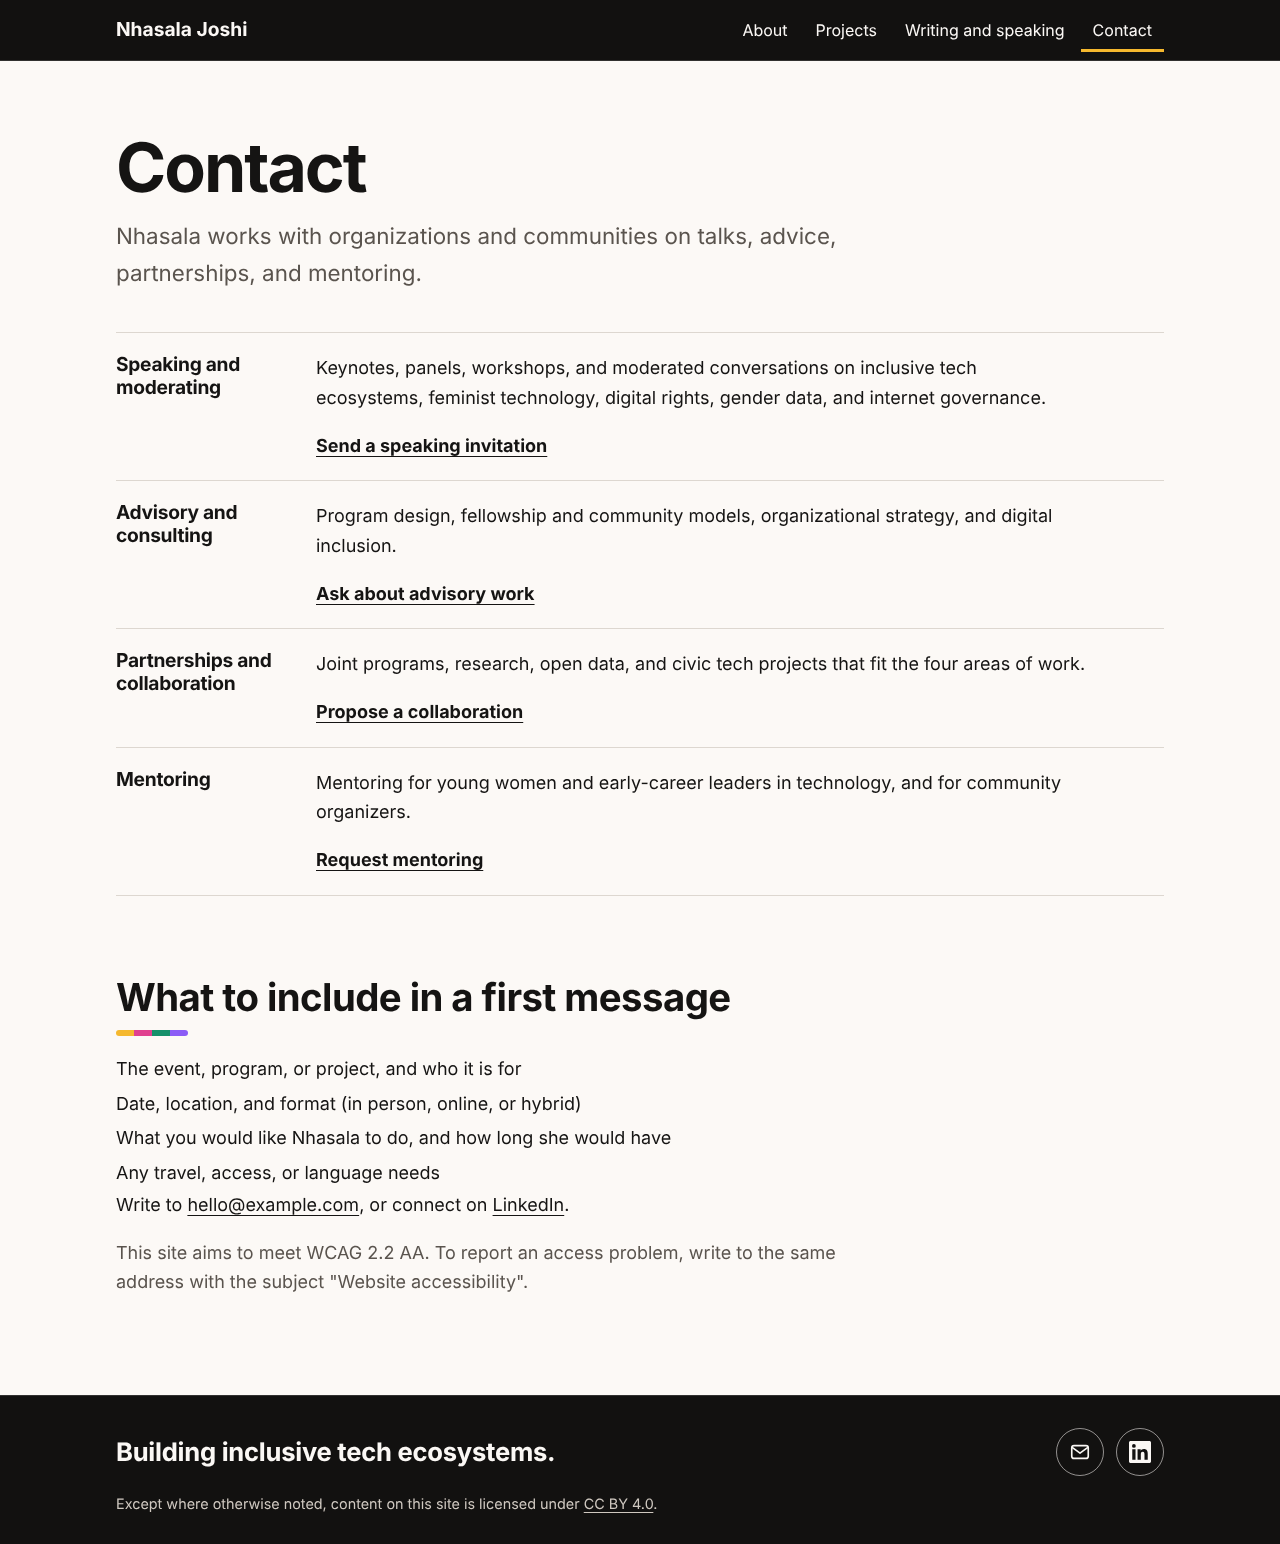 Nhasala Joshi
About Projects Writing and speaking Contact
Contact
Nhasala works with organizations and communities on talks, advice,
partnerships, and mentoring.
Speaking and
moderating
Keynotes, panels, workshops, and moderated conversations on inclusive tech
ecosystems, feminist technology, digital rights, gender data, and internet governance.
Send a speaking invitation
Advisory and
consulting
Program design, fellowship and community models, organizational strategy, and digital
inclusion.
Ask about advisory work
Partnerships and
collaboration
Joint programs, research, open data, and civic tech projects that fit the four areas of work.
Propose a collaboration
Mentoring
Mentoring for young women and early-career leaders in technology, and for community
organizers.
Request mentoring
What to include in a first message
The event, program, or project, and who it is for
Date, location, and format (in person, online, or hybrid)
What you would like Nhasala to do, and how long she would have
Any travel, access, or language needs
Write to hello@example.com, or connect on LinkedIn.
This site aims to meet WCAG 2.2 AA. To report an access problem, write to the same
address with the subject "Website accessibility".
Building inclusive tech ecosystems.
in
Except where otherwise noted, content on this site is licensed under CC BY 4.0.